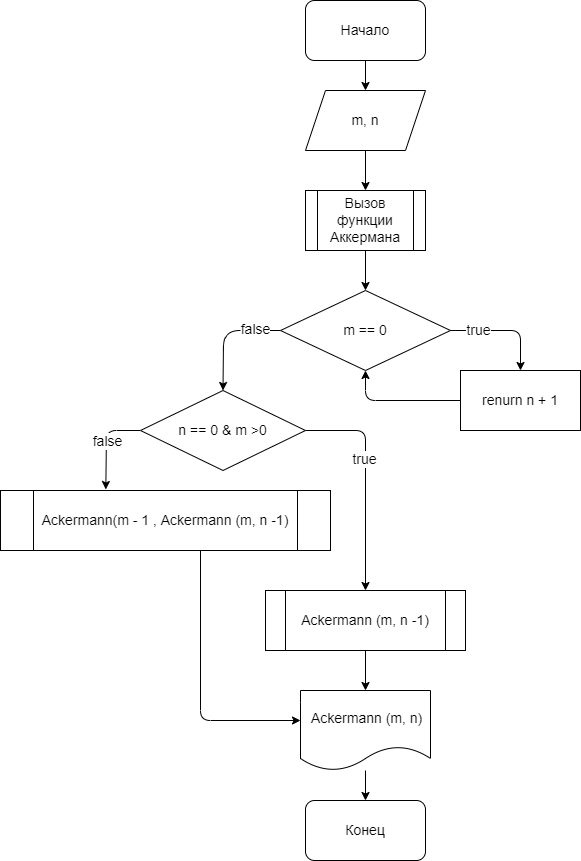 Начало
m, n
Вызов
функции
Аккермана
m == 0
false
true
renurn n + 1
n == 0 & m >0
false
true
Ackermann(m - 1 , Ackermann (m, n -1)
Ackermann (m, n -1)
Ackermann (m, n)
Конец